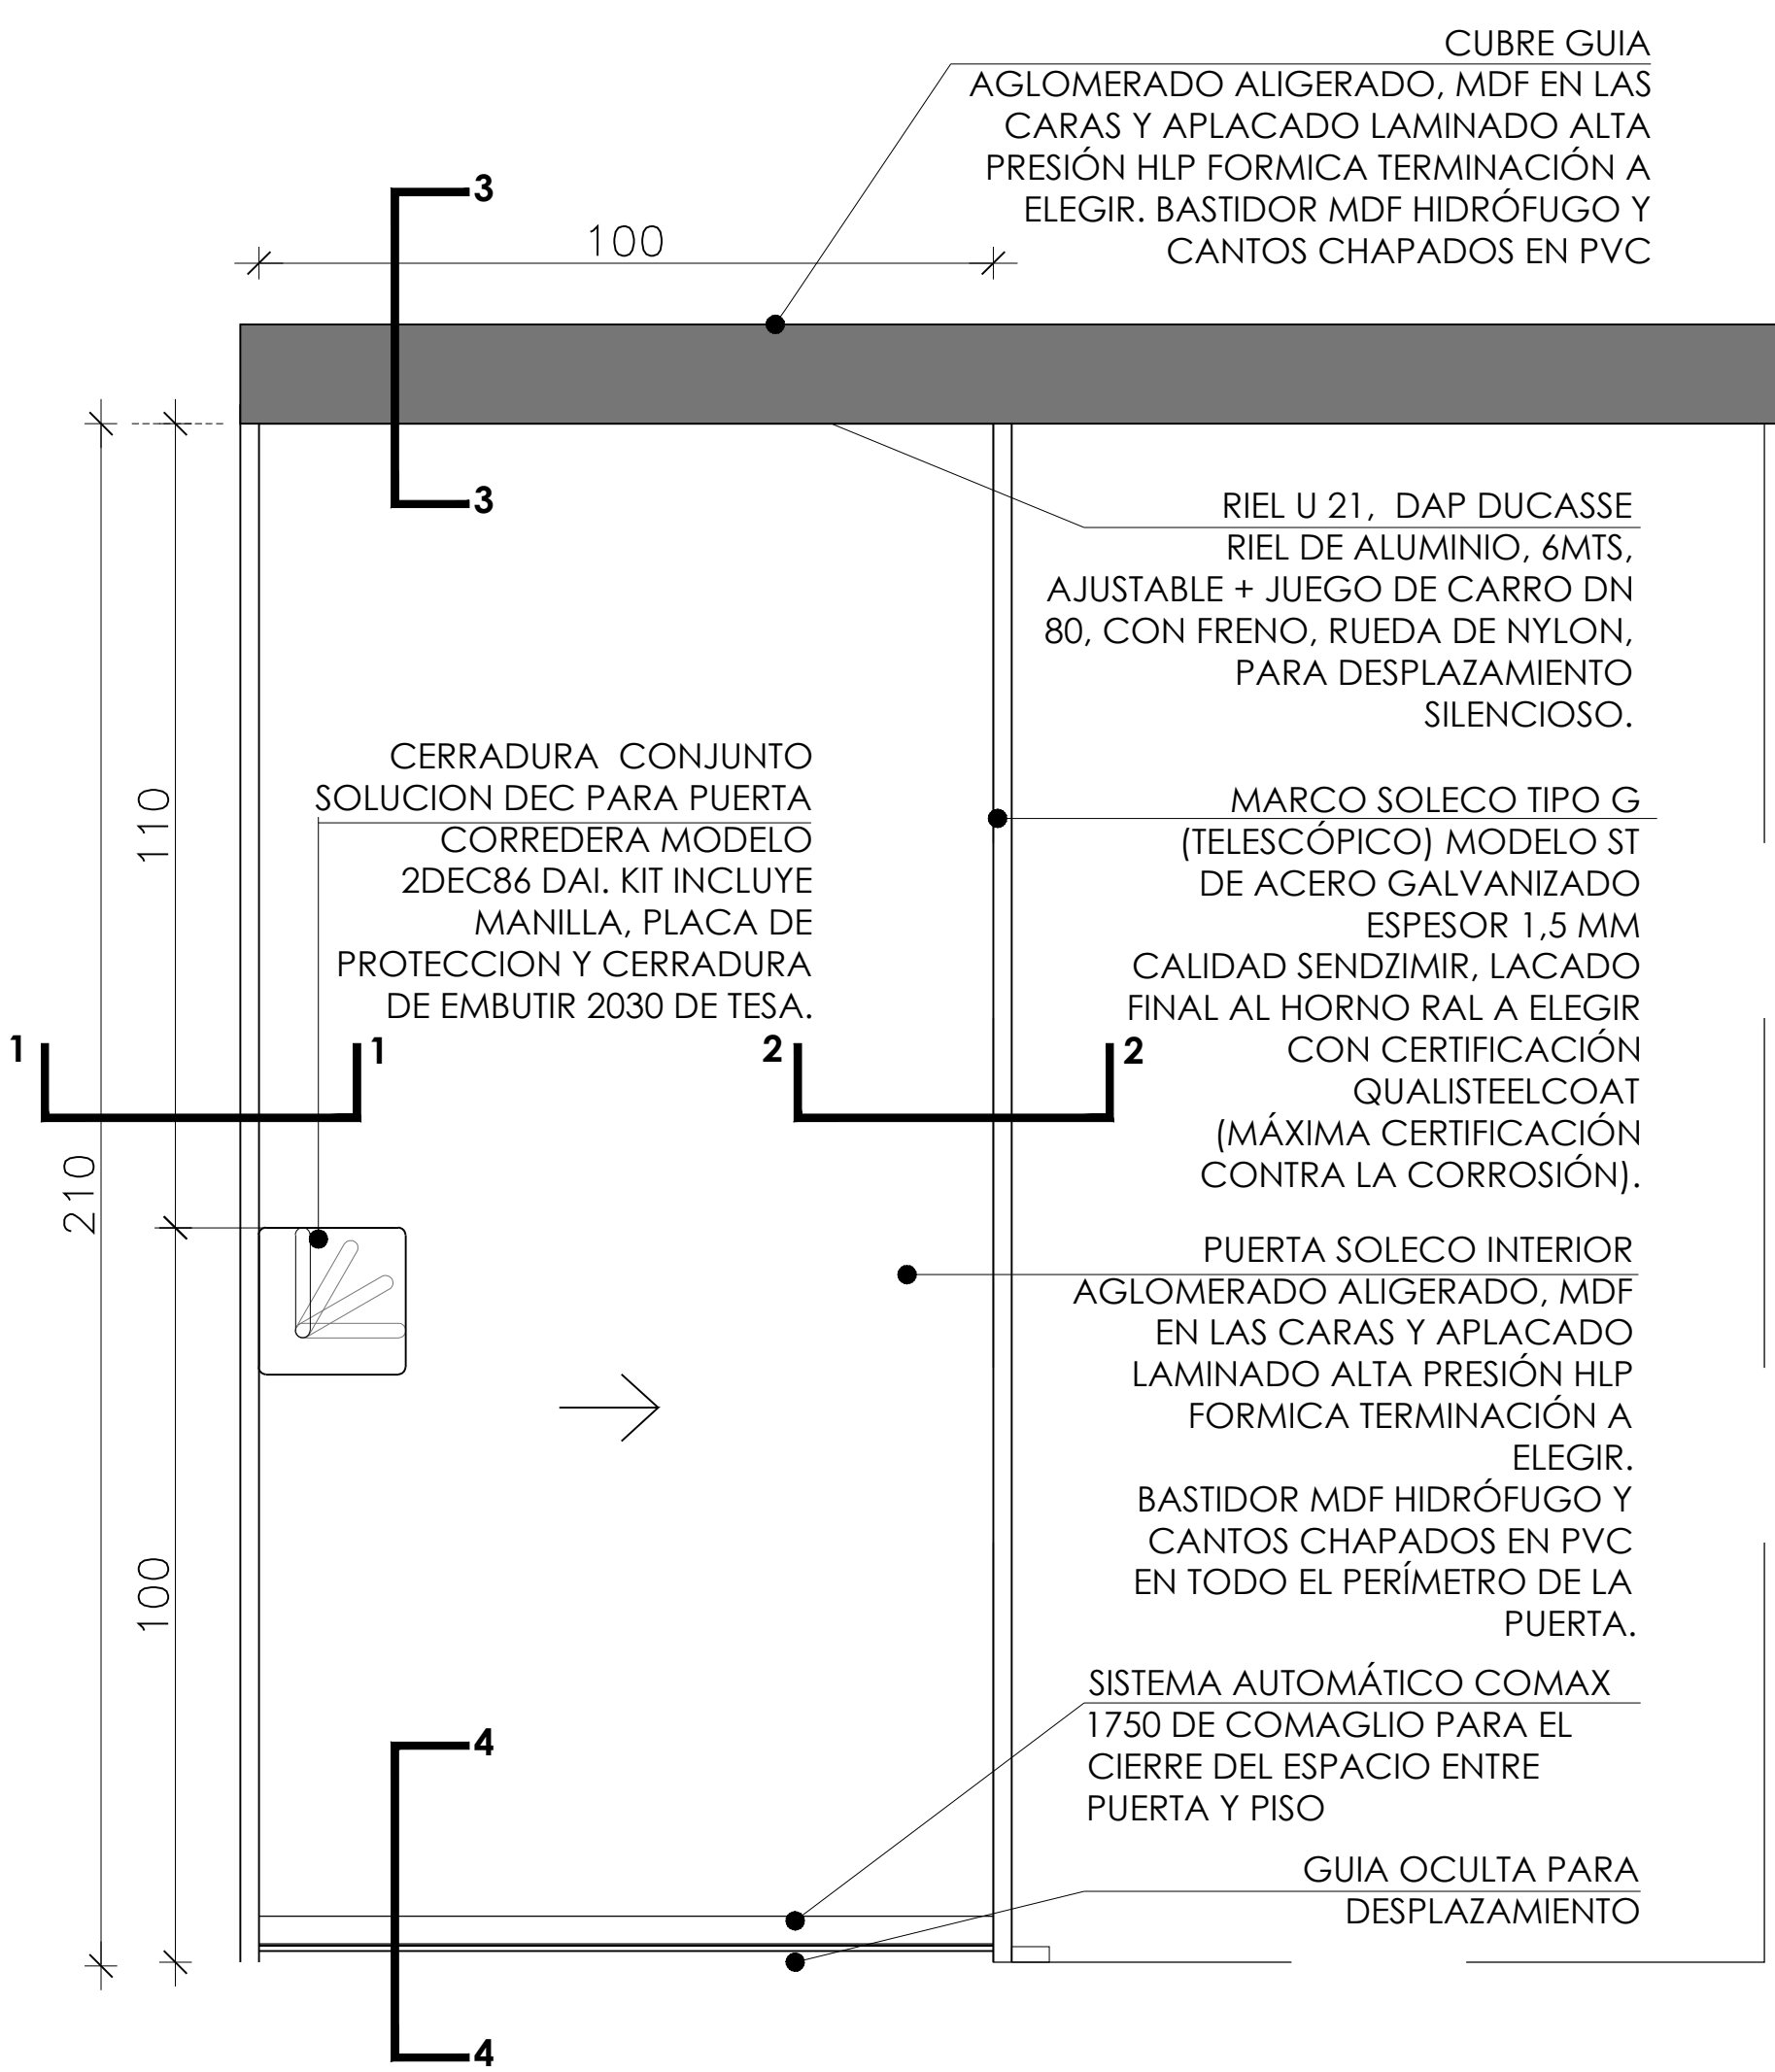 CUBRE GUIA
AGLOMERADO ALIGERADO, MDF EN LAS
CARAS Y APLACADO LAMINADO ALTA
PRESIÓN HLP FORMICA TERMINACIÓN A
ELEGIR. BASTIDOR MDF HIDRÓFUGO Y
CANTOS CHAPADOS EN PVC
3
100
3
RIEL U 21, DAP DUCASSE
RIEL DE ALUMINIO, 6MTS,
AJUSTABLE + JUEGO DE CARRO DN
80, CON FRENO, RUEDA DE NYLON,
PARA DESPLAZAMIENTO
SILENCIOSO.
CERRADURA CONJUNTO
SOLUCION DEC PARA PUERTA
CORREDERA MODELO
2DEC86 DAI. KIT INCLUYE
MANILLA, PLACA DE
PROTECCION Y CERRADURA
DE EMBUTIR 2030 DE TESA.
110
MARCO SOLECO TIPO G
(TELESCÓPICO) MODELO ST
DE ACERO GALVANIZADO
ESPESOR 1,5 MM
CALIDAD SENDZIMIR, LACADO
FINAL AL HORNO RAL A ELEGIR
CON CERTIFICACIÓN
QUALISTEELCOAT
(MÁXIMA CERTIFICACIÓN
CONTRA LA CORROSIÓN).
1 1 2 2
210
PUERTA SOLECO INTERIOR
AGLOMERADO ALIGERADO, MDF
EN LAS CARAS Y APLACADO
LAMINADO ALTA PRESIÓN HLP
FORMICA TERMINACIÓN A
ELEGIR.
BASTIDOR MDF HIDRÓFUGO Y
CANTOS CHAPADOS EN PVC
EN TODO EL PERÍMETRO DE LA
PUERTA.
100
SISTEMA AUTOMÁTICO COMAX
1750 DE COMAGLIO PARA EL
CIERRE DEL ESPACIO ENTRE
PUERTA Y PISO
4
GUIA OCULTA PARA
DESPLAZAMIENTO
4